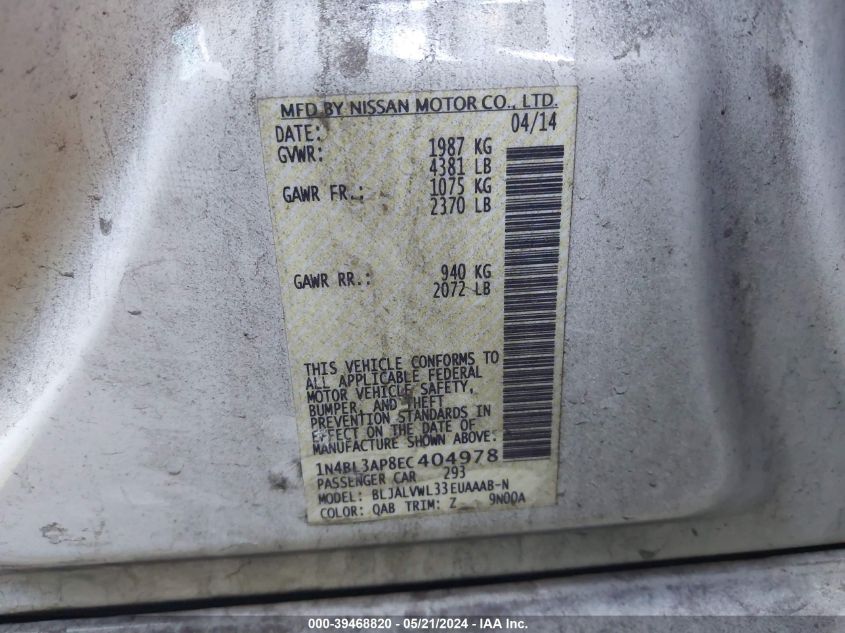 MFD BY NISSAN MOTOR CO., LTD.
DATE: 04/14
GVWR: 1987 KG
4381 LB
GAWR FR.: 1075 KG
2370 LB
GAWR RR.: 940 KG
2072 LB
THIS VEHICLE CONFORMS TO
ALL APPLICABLE FEDERAL
MOTOR VEHICLE SAFETY,
BUMPER, AND THEFT
PREVENTION STANDARDS IN
EFFECT ON THE DATE OF
MANUFACTURE SHOWN ABOVE:
1N4BL3AP8EC404978
PASSENGER CAR 293
MODEL: BLJALVWL33EUAAAB-N
COLOR: QAB TRIM: Z 9N00A
000-39468820 - 05/21/2024 - © IAA Holdings, LLC.